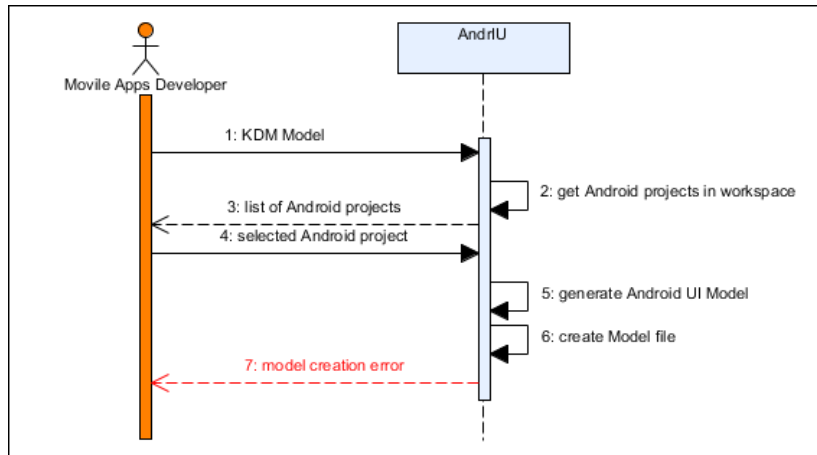 AndrIU
Movile Apps Developer
1: KDM Model
2: get Android projects in workspace
3: list of Android projects
4: selected Android project
5: generate Android UI Model
6: create Model file
7: model creation error